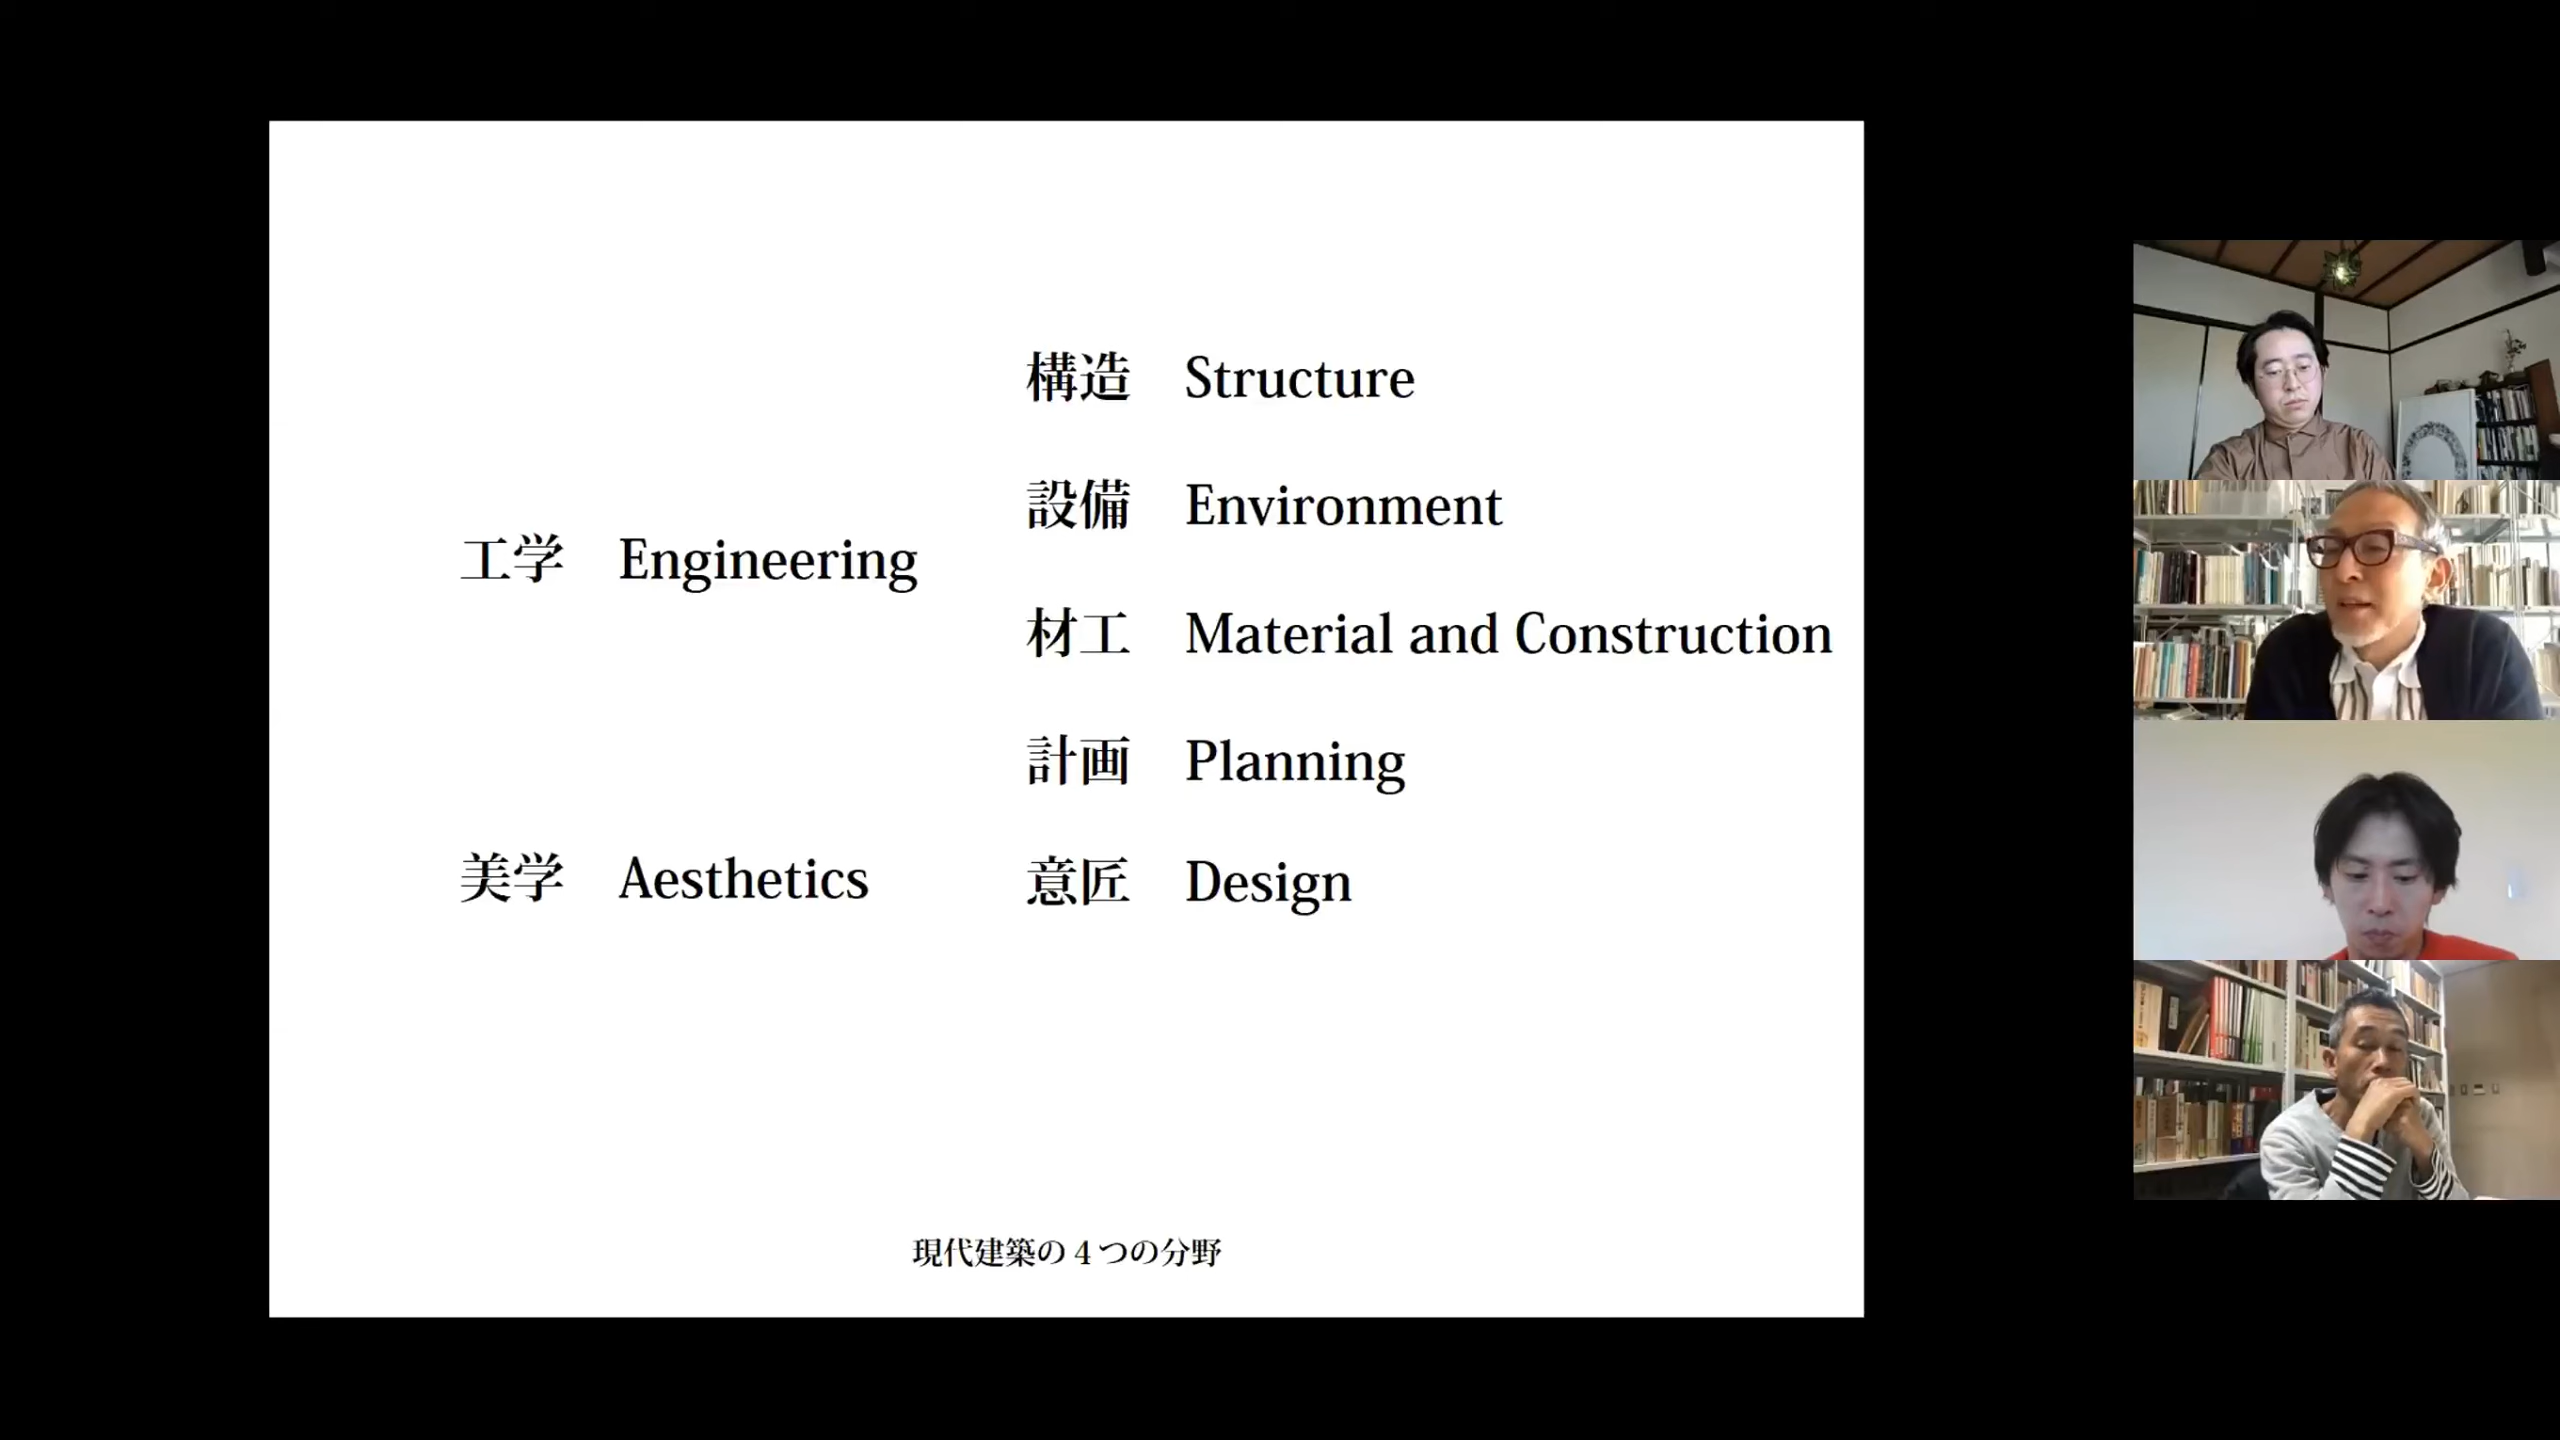 構造　Structure
設備　Environment
工学　Engineering
材工　Material and Construction
計画　Planning
美学　Aesthetics　意匠　Design
現代建築の４つの分野